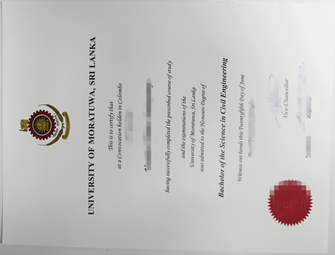 UNIVERSITY OF MORATUWA, SRI LANKA
This is to certify that
at a Convocation holden in Colombo
having successfully completed the prescribed course of study
and the examinations of the
University of Moratuwa, Sri Lanka
was admitted to the Honours Degree of
Bachelor of the Science in Civil Engineering
Witness our hands this Twenty fifth Day of June
Vice-Chancellor